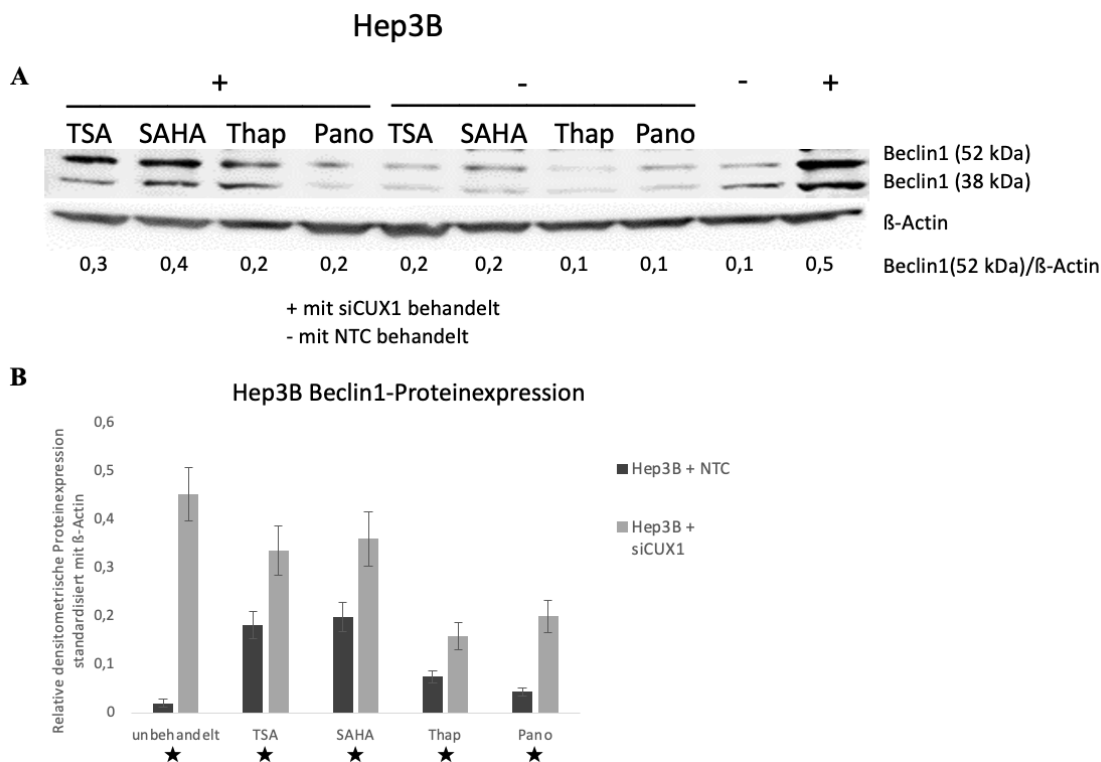 Hep3B
A
+ - - +
TSA SAHA Thap Pano TSA SAHA Thap Pano
Beclin1 (52 kDa)
Beclin1 (38 kDa)
ß-Actin
0,3 0,4 0,2 0,2 0,2 0,2 0,1 0,1 0,1 0,5 Beclin1(52 kDa)/ß-Actin
+ mit siCUX1 behandelt
- mit NTC behandelt
B
Hep3B Beclin1-Proteinexpression
Relative densitometrische Proteinexpression
standardisiert mit ß-Actin
0,6
0,5
0,4
0,3
0,2
0,1
0
unbehandelt TSA SAHA Thap Pano
★ ★ ★ ★ ★
Hep3B + NTC
Hep3B +
siCUX1